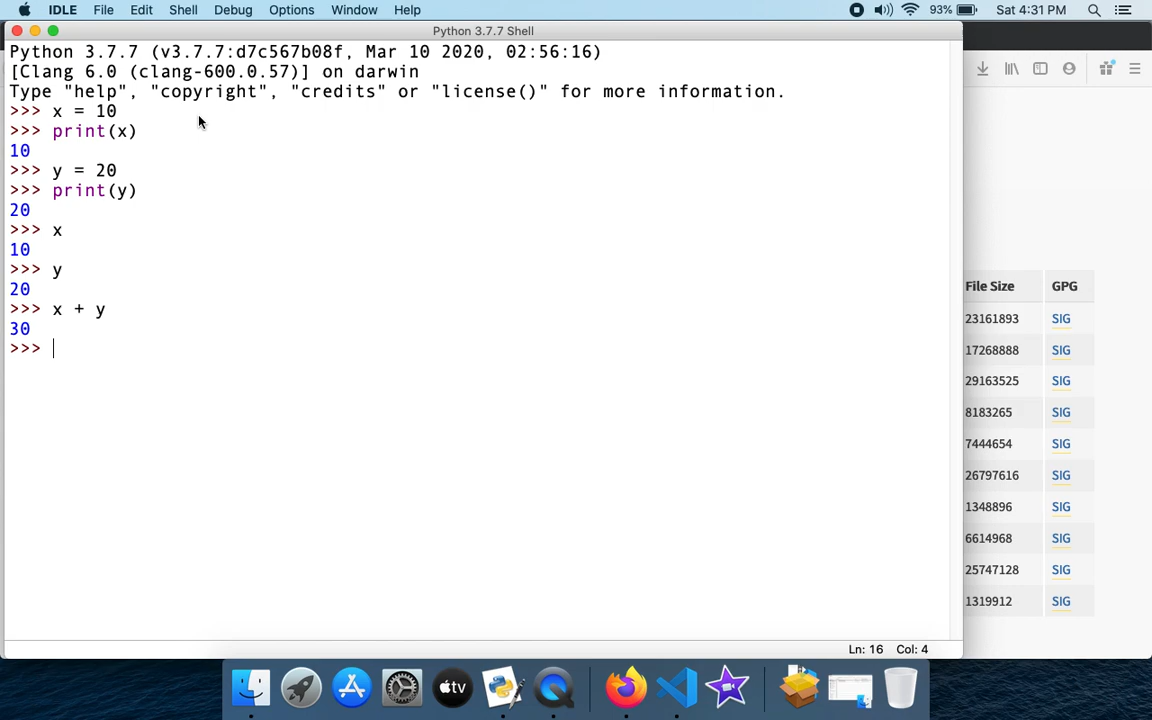 IDLE File Edit Shell Debug Options Window Help 93% Sat 4:31 PM
Python 3.7.7 Shell
Python 3.7.7 (v3.7.7:d7c567b08f, Mar 10 2020, 02:56:16)
[Clang 6.0 (clang-600.0.57)] on darwin
Type "help", "copyright", "credits" or "license()" for more information.
>>> x = 10
>>> print(x)
10
>>> y = 20
>>> print(y)
20
>>> x
10
>>> y
20
>>> x + y
30
>>>
Ln: 16 Col: 4
File Size GPG
23161893 SIG
17268888 SIG
29163525 SIG
8183265 SIG
7444654 SIG
26797616 SIG
1348896 SIG
6614968 SIG
25747128 SIG
1319912 SIG
tv